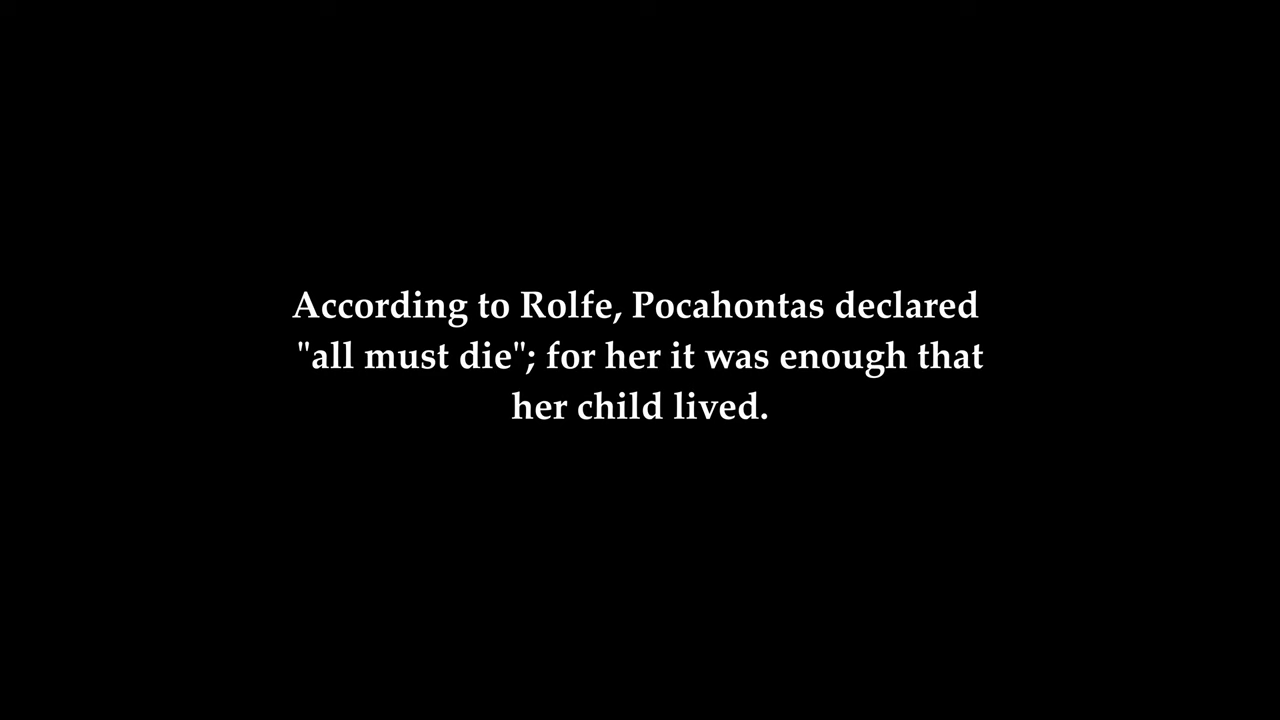 According to Rolfe, Pocahontas declared
"all must die"; for her it was enough that
her child lived.